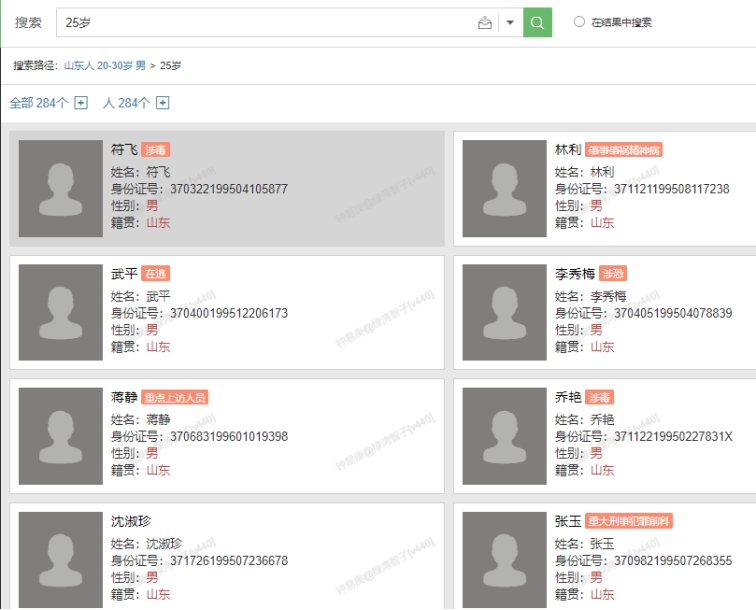 搜索 25岁 在结果中搜索
搜索路径： 山东人 20-30岁 男 > 25岁
全部 284个 人 284个
符飞 涉毒
姓名：符飞
身份证号：370322199504105877
性别：男
籍贯：山东
林利 肇事肇祸精神病
姓名：林利
身份证号：371121199508117238
性别：男
籍贯：山东
武平 在逃
姓名：武平
身份证号：370400199512206173
性别：男
籍贯：山东
李秀梅 涉恐
姓名：李秀梅
身份证号：370405199504078839
性别：男
籍贯：山东
蒋静 重点上访人员
姓名：蒋静
身份证号：370683199601019398
性别：男
籍贯：山东
乔艳 涉毒
姓名：乔艳
身份证号：37112219950227831X
性别：男
籍贯：山东
沈淑珍
姓名：沈淑珍
身份证号：371726199507236678
性别：男
籍贯：山东
张玉 重大刑事犯罪前科
姓名：张玉
身份证号：370982199507268355
性别：男
籍贯：山东